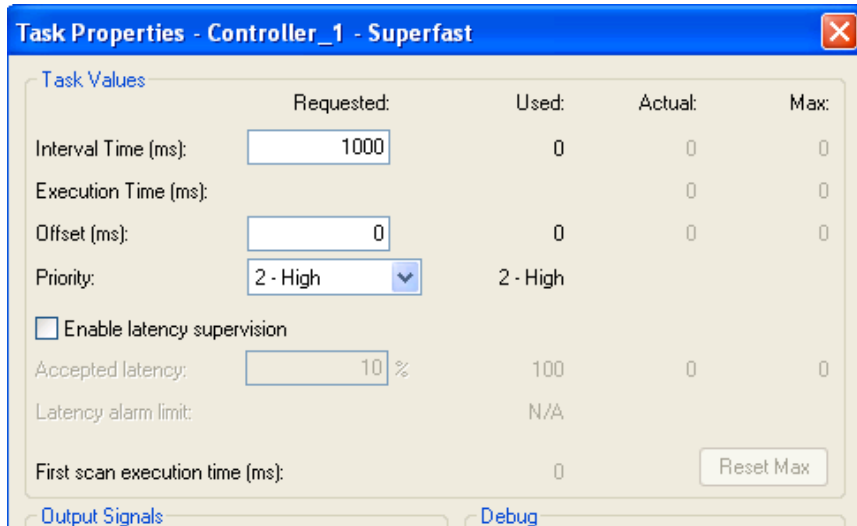 Task Properties - Controller_1 - Superfast
Task Values
Requested: Used: Actual: Max:
Interval Time (ms): 1000 0 0 0
Execution Time (ms): 0 0
Offset (ms): 0 0 0 0
Priority: 2 - High 2 - High
Enable latency supervision
Accepted latency: 10 % 100 0 0
Latency alarm limit: N/A
First scan execution time (ms): 0 Reset Max
Output Signals Debug